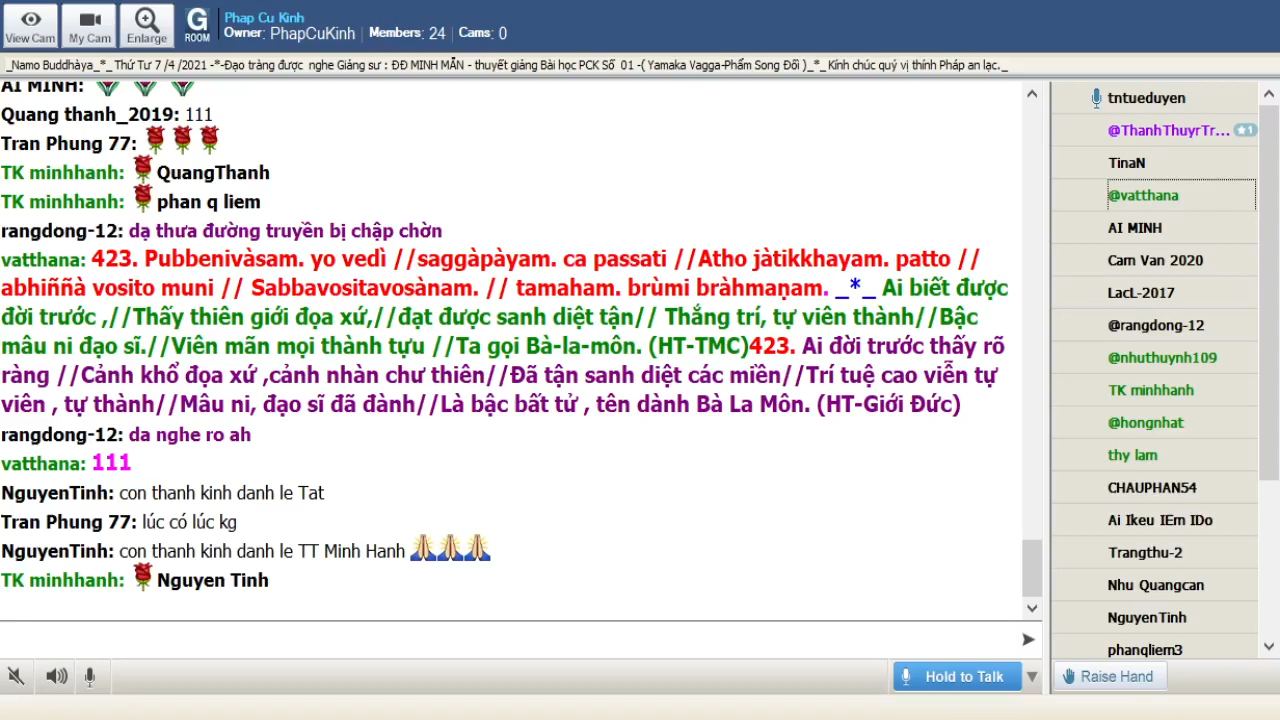 View Cam
My Cam
Enlarge
G
ROOM
Phap Cu Kinh
Owner: PhapCuKinh Members: 24 Cams: 0
_Namo Buddhàya_*_ Thứ Tư 7 /4 /2021 -*-Đạo tràng được nghe Giảng sư : ĐĐ MINH MẪN - thuyết giảng Bài học PCK Số 01 -( Yamaka Vagga-Phẩm Song Đối )_*_ Kính chúc quý vị thính Pháp an lạc._
AI MINH:
Quang thanh_2019: 111
Tran Phung 77:
TK minhhanh: QuangThanh
TK minhhanh: phan q liem
rangdong-12: dạ thưa đường truyền bị chập chờn
vatthana: 423. Pubbenivàsam. yo vedì //saggàpàyam. ca passati //Atho jàtikkhayam. patto //
abhiññà vosito muni // Sabbavositavosànam. // tamaham. brùmi bràhmaṇam. _*_ Ai biết được
đời trước ,//Thấy thiên giới đọa xứ,//đạt được sanh diệt tận// Thắng trí, tự viên thành//Bậc
mâu ni đạo sĩ.//Viên mãn mọi thành tựu //Ta gọi Bà-la-môn. (HT-TMC)423. Ai đời trước thấy rõ
ràng //Cảnh khổ đọa xứ ,cảnh nhàn chư thiên//Đã tận sanh diệt các miền//Trí tuệ cao viễn tự
viên , tự thành//Mâu ni, đạo sĩ đã đành//Là bậc bất tử , tên dành Bà La Môn. (HT-Giới Đức)
rangdong-12: da nghe ro ah
vatthana: 111
NguyenTinh: con thanh kinh danh le Tat
Tran Phung 77: lúc có lúc kg
NguyenTinh: con thanh kinh danh le TT Minh Hanh
TK minhhanh: Nguyen Tinh
Hold to Talk
tntueduyen
@ThanhThuyrTr... 1
TinaN
@vatthana
AI MINH
Cam Van 2020
LacL-2017
@rangdong-12
@nhuthuynh109
TK minhhanh
@hongnhat
thy lam
CHAUPHAN54
Ai Ikeu IEm IDo
Trangthu-2
Nhu Quangcan
NguyenTinh
phanqliem3
Raise Hand